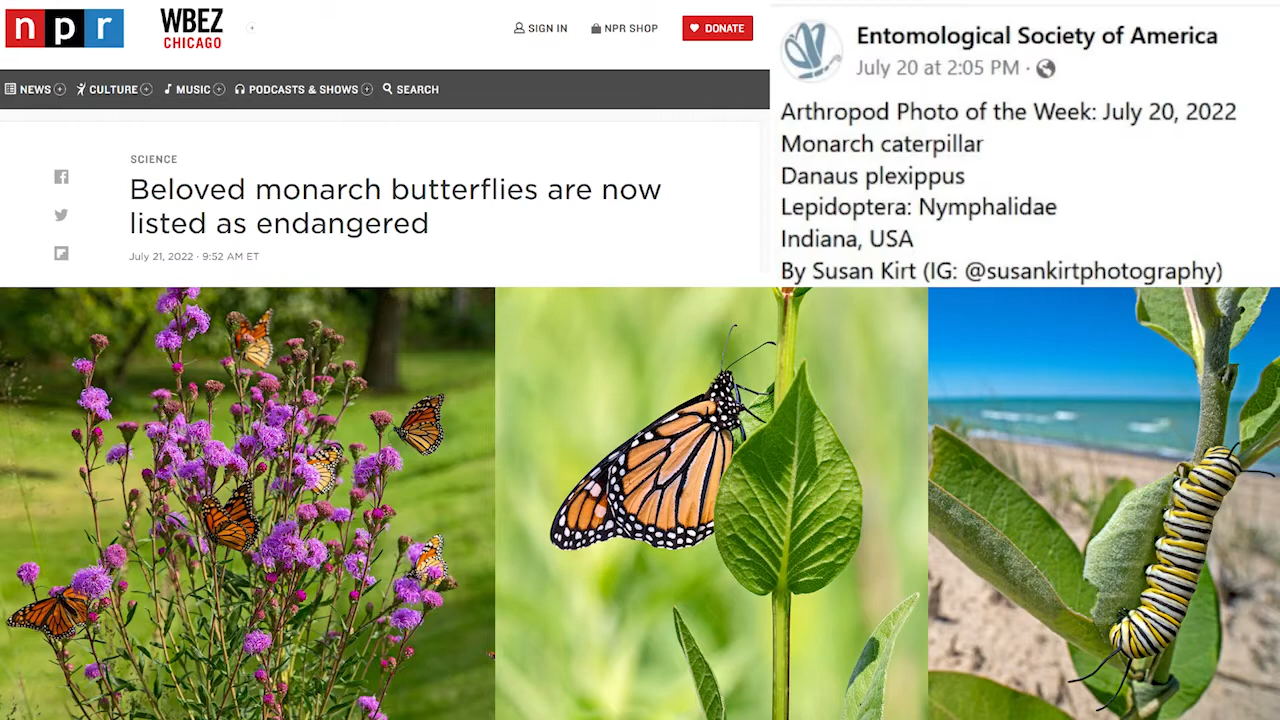 npr
WBEZ
CHICAGO
SIGN IN
NPR SHOP
DONATE
NEWS
CULTURE
MUSIC
PODCASTS & SHOWS
SEARCH
SCIENCE
Beloved monarch butterflies are now
listed as endangered
July 21, 2022 · 9:52 AM ET
Entomological Society of America
July 20 at 2:05 PM ·
Arthropod Photo of the Week: July 20, 2022
Monarch caterpillar
Danaus plexippus
Lepidoptera: Nymphalidae
Indiana, USA
By Susan Kirt (IG: @susankirtphotography)